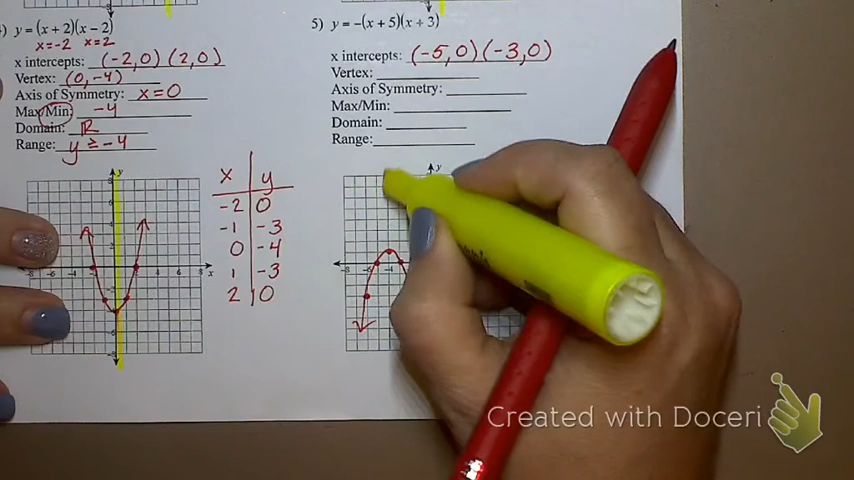 4) y = (x + 2)(x − 2)
x=-2 x=2
x intercepts: (-2,0) (2,0)
Vertex: (0,-4)
Axis of Symmetry: x=0
Max/Min: -4
Domain: ℝ
Range: y ≥ -4
x y
-2 0
-1 -3
0 -4
1 -3
2 0
y
x
5) y = −(x + 5)(x + 3)
x intercepts: (-5,0) (-3,0)
Vertex:
Axis of Symmetry:
Max/Min:
Domain:
Range:
y
Created with Doceri